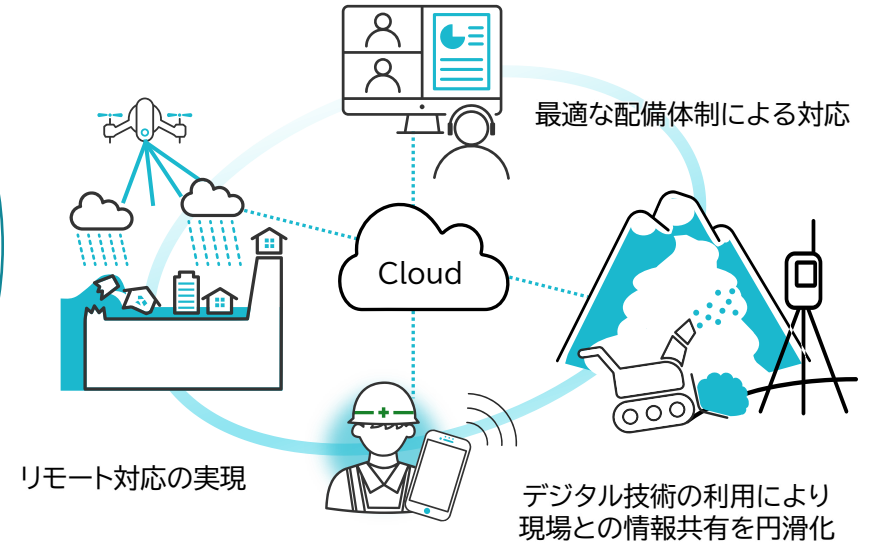 最適な配備体制による対応
Cloud
リモート対応の実現
デジタル技術の利用により
現場との情報共有を円滑化